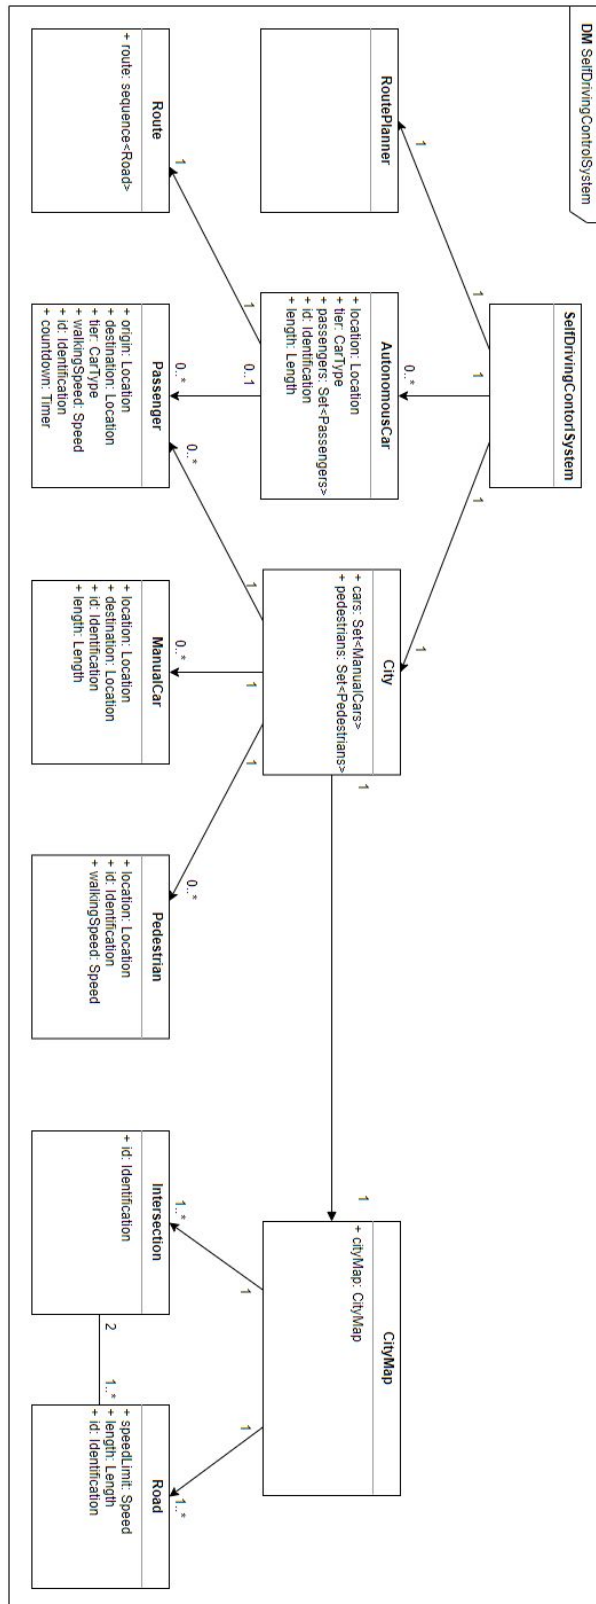 DM SelfDrivingControlSystem
SelfDrivingContorlSystem
1
1
1
1
0..*
1
RoutePlanner
AutonomousCar
+ location: Location
+ tier: CarType
+ passengers: Set<Passengers>
+ id: Identification
+ length: Length
City
+ cars: Set<ManualCars>
+ pedestrians: Set<Pedestrians>
1
1
CityMap
+ cityMap: CityMap
1
0..1
1
1
1
1
1
1
0..*
0..*
0..*
0..*
1..*
1..*
Route
+ route: sequence<Road>
Passenger
+ origin: Location
+ destination: Location
+ tier: CarType
+ walkingSpeed: Speed
+ id: Identification
+ countdown: Timer
ManualCar
+ location: Location
+ destination: Location
+ id: Identification
+ length: Length
Pedestrian
+ location: Location
+ id: Identification
+ walkingSpeed: Speed
Intersection
+ id: Identification
2
1..*
Road
+ speedLimit: Speed
+ length: Length
+ id: Identification